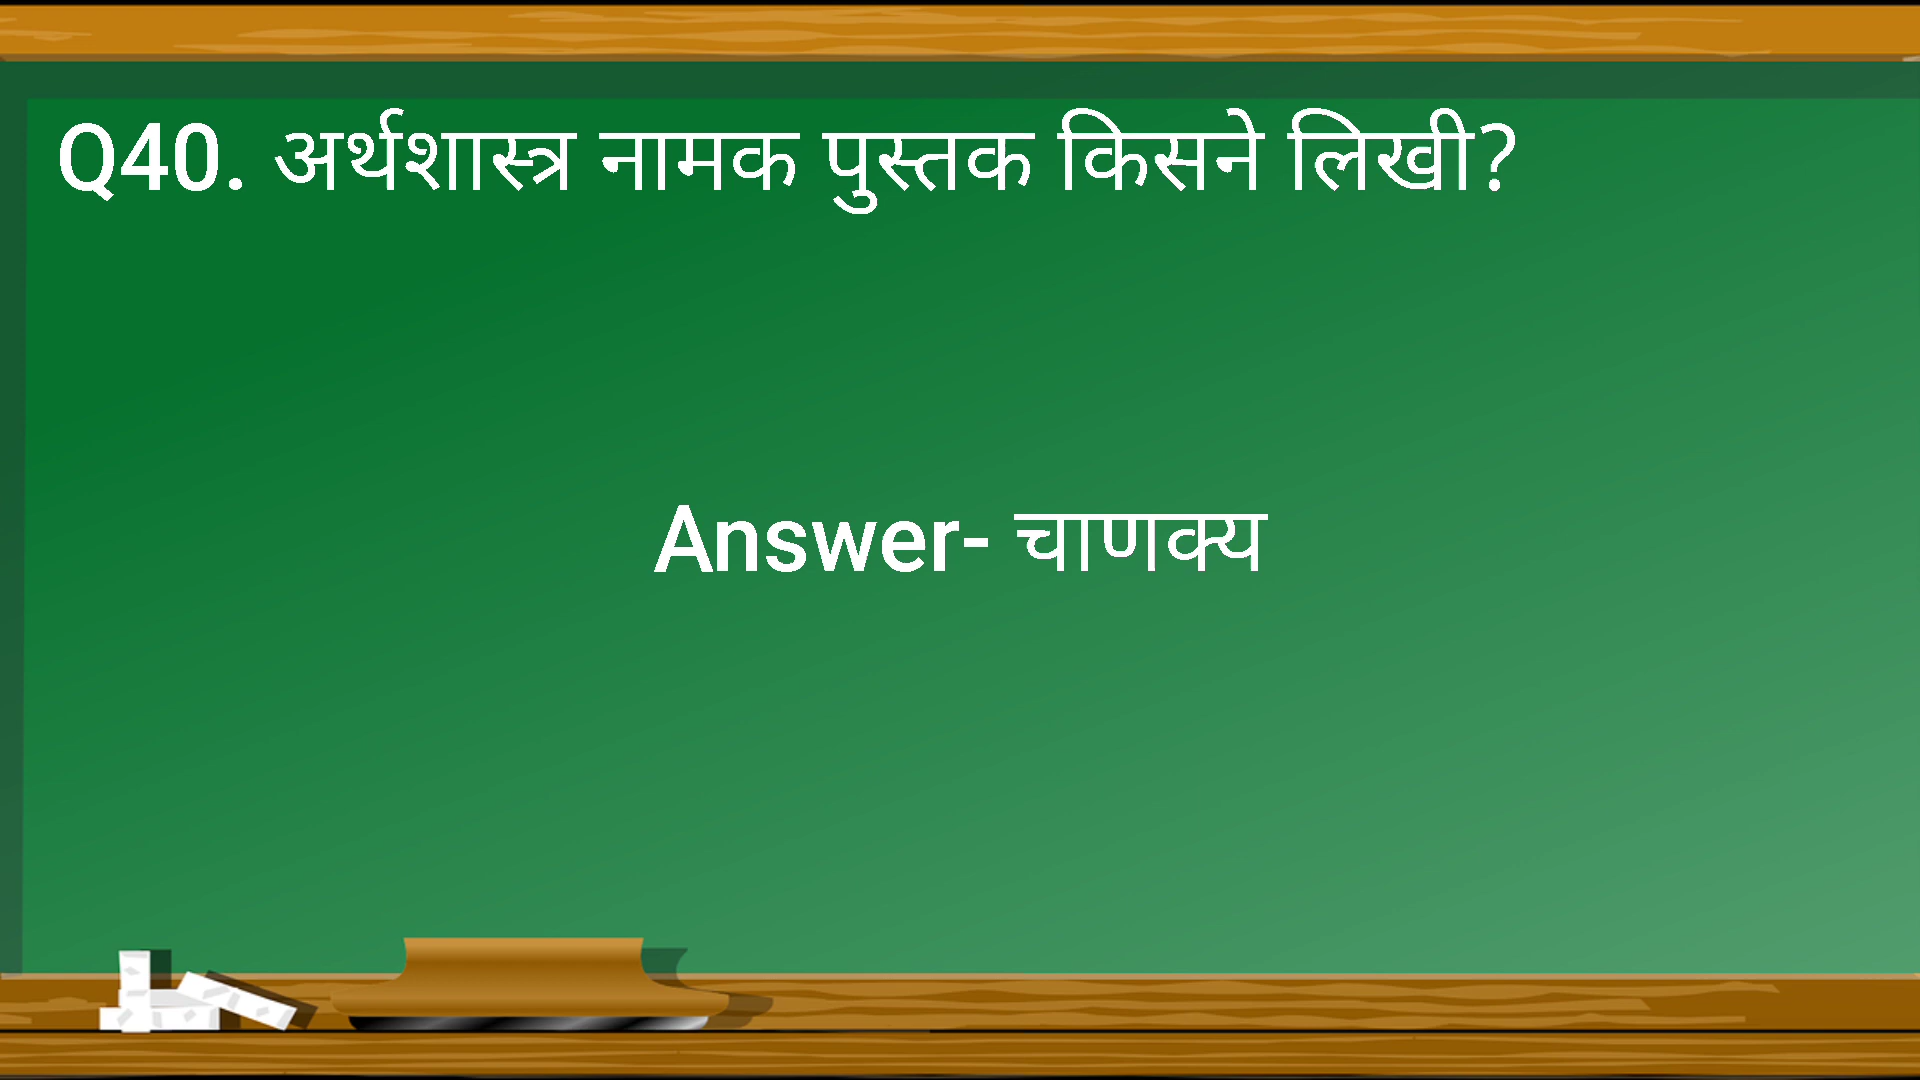 Q40. अर्थशास्त्र नामक पुस्तक किसने लिखी?
Answer- चाणक्य